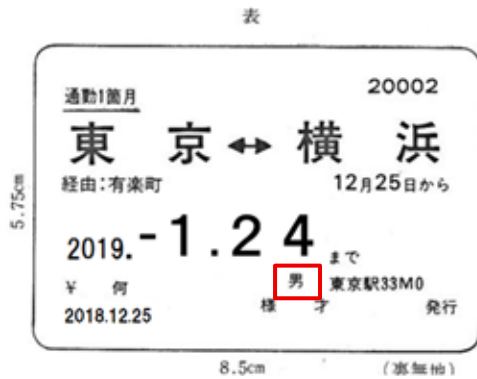 表
20002
通勤1箇月
東京↔横浜
経由:有楽町 12月25日から
2019.-1.24まで
¥ 何 男 東京駅33M0
2018.12.25 様 才 発行
5.75cm
8.5cm (裏無地)